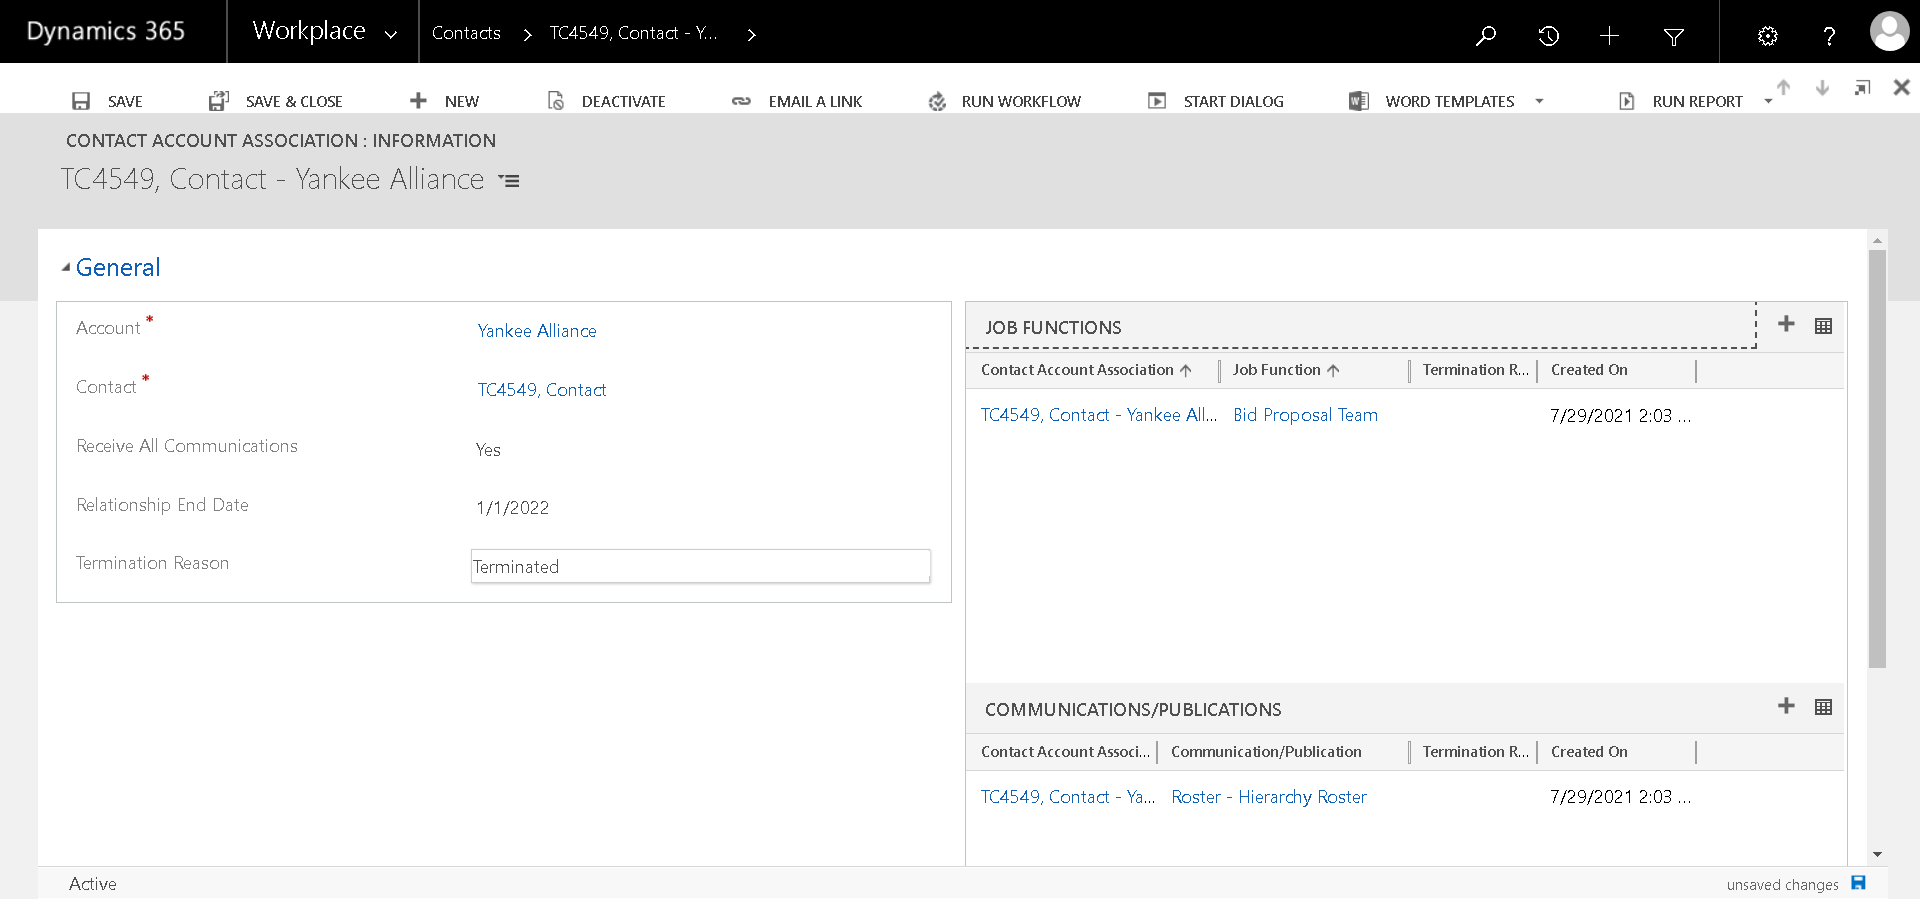 Dynamics 365
Workplace
Contacts
TC4549, Contact - Y...
SAVE
SAVE & CLOSE
NEW
DEACTIVATE
EMAIL A LINK
RUN WORKFLOW
START DIALOG
WORD TEMPLATES
RUN REPORT
CONTACT ACCOUNT ASSOCIATION : INFORMATION
TC4549, Contact - Yankee Alliance
General
Account *
Yankee Alliance
Contact *
TC4549, Contact
Receive All Communications
Yes
Relationship End Date
1/1/2022
Termination Reason
Terminated
JOB FUNCTIONS
Contact Account Association
Job Function
Termination R...
Created On
TC4549, Contact - Yankee All...
Bid Proposal Team
7/29/2021 2:03 ...
COMMUNICATIONS/PUBLICATIONS
Contact Account Associ...
Communication/Publication
Termination R...
Created On
TC4549, Contact - Ya...
Roster - Hierarchy Roster
7/29/2021 2:03 ...
Active
unsaved changes